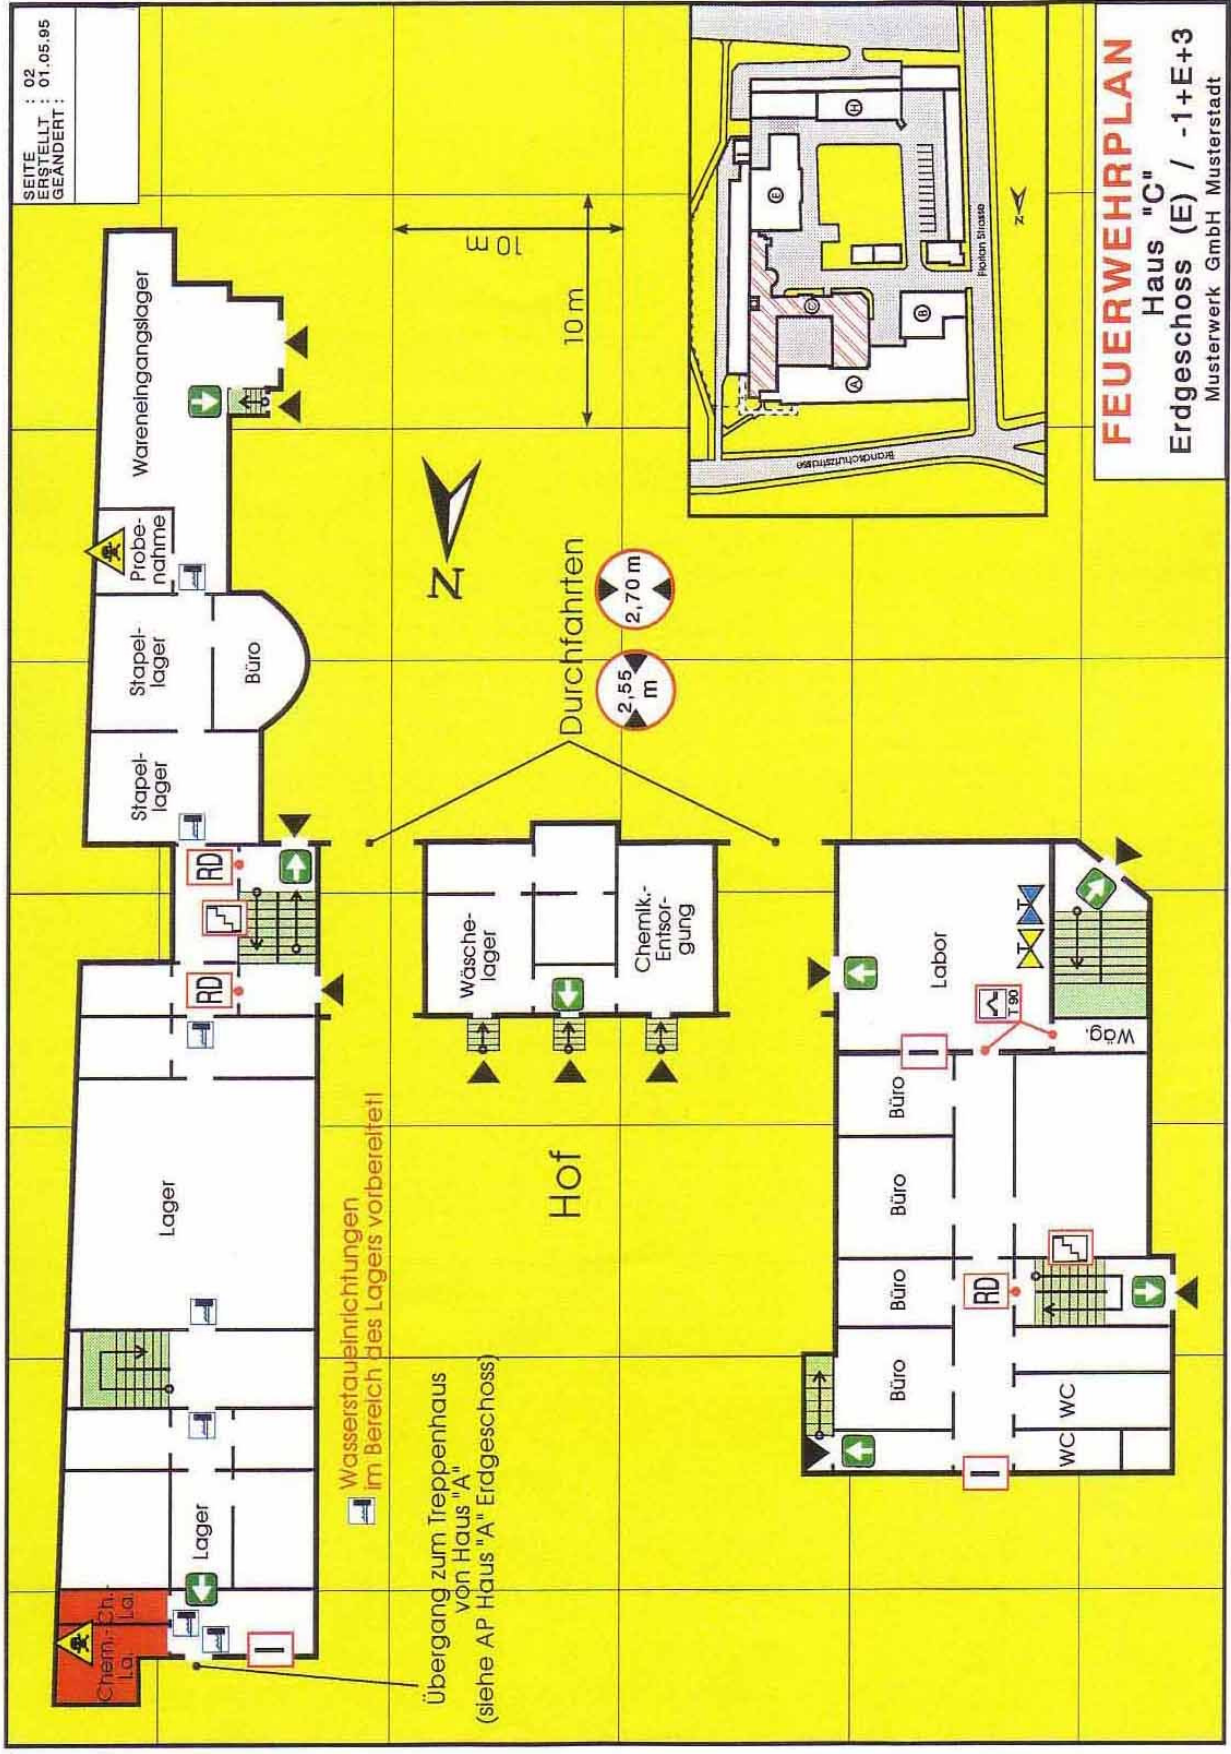 SEITE : 02
ERSTELLT : 01.05.95
GEÄNDERT :
Chem.-
La.
Ch.
La.
Lager
Lager
RD
RD
Stapel-
lager
Stapel-
lager
Büro
Probe-
nahme
Wareneingangslager
Wasserstaueinrichtungen
im Bereich des Lagers vorbereitet!
Übergang zum Treppenhaus
von Haus "A"
(siehe AP Haus "A" Erdgeschoss)
Hof
Wäsche-
lager
Chemik.-
Entsor-
gung
Durchfahrten
2,55
m
2,70 m
N
10 m
10 m
WC
WC
Büro
Büro
Büro
Büro
RD
T 90
Labor
Wäg.
T
T
Brandschutzstrasse
Florian Strasse
A
B
C
E
H
N
FEUERWEHRPLAN
Haus "C"
Erdgeschoss (E) / -1+E+3
Musterwerk GmbH Musterstadt